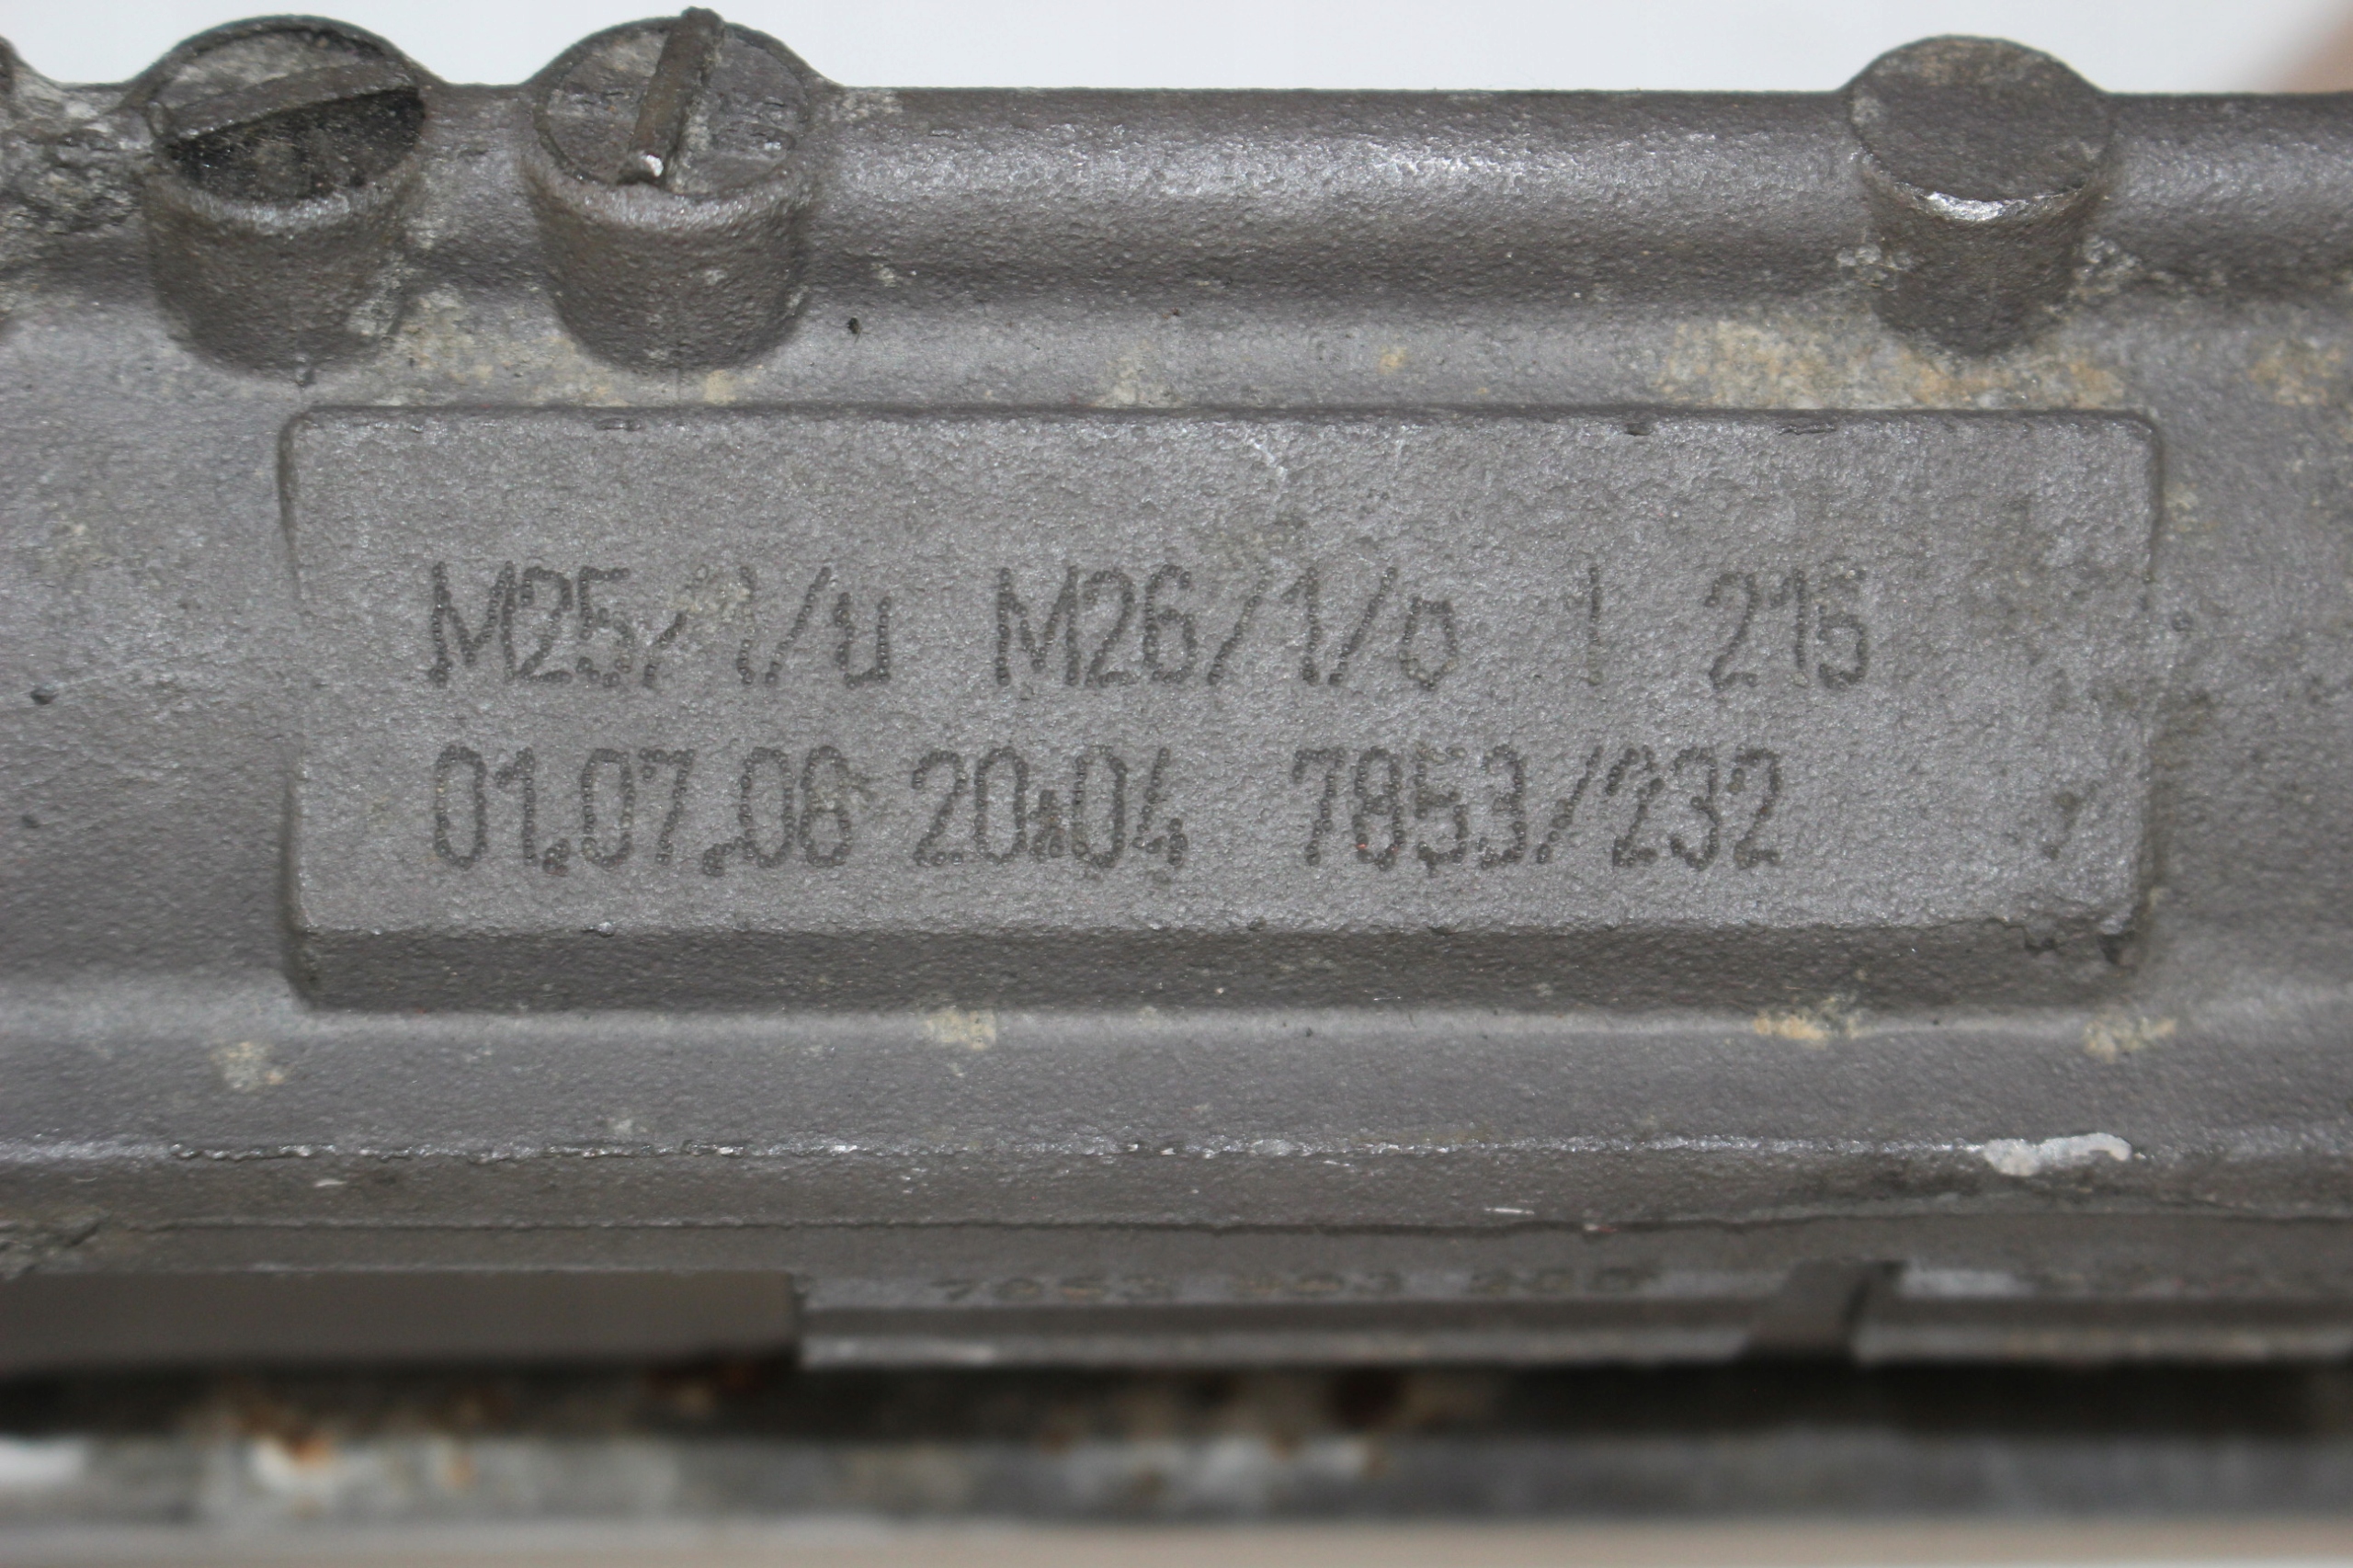 M25/1/u M26/1/o 1 215
01.07.06 20:04 7853/232